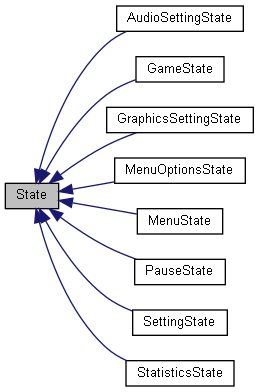 AudioSettingState
GameState
GraphicsSettingState
MenuOptionsState
State
MenuState
PauseState
SettingState
StatisticsState